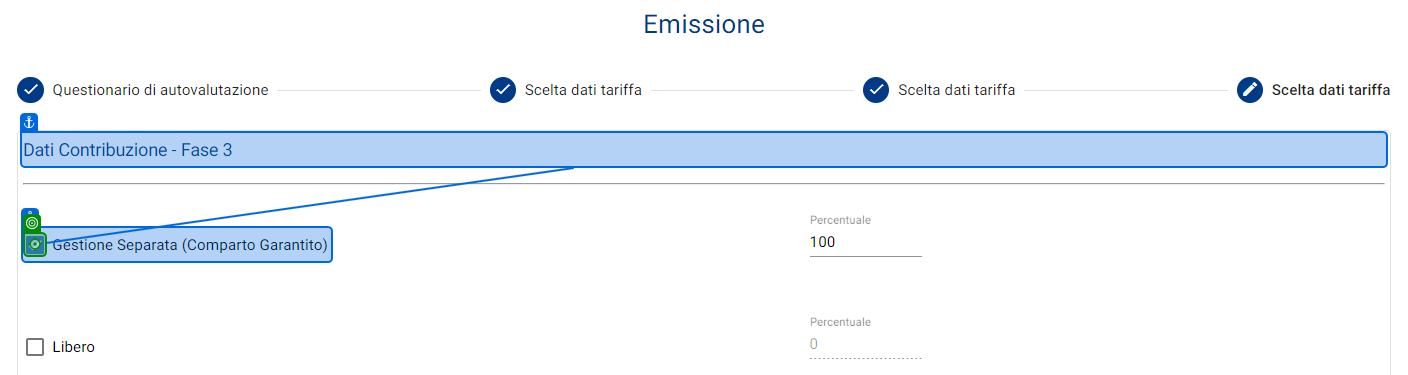 Emissione
Questionario di autovalutazione
Scelta dati tariffa
Scelta dati tariffa
Scelta dati tariffa
Dati Contribuzione - Fase 3
Gestione Separata (Comparto Garantito)
Percentuale
100
Libero
Percentuale
0